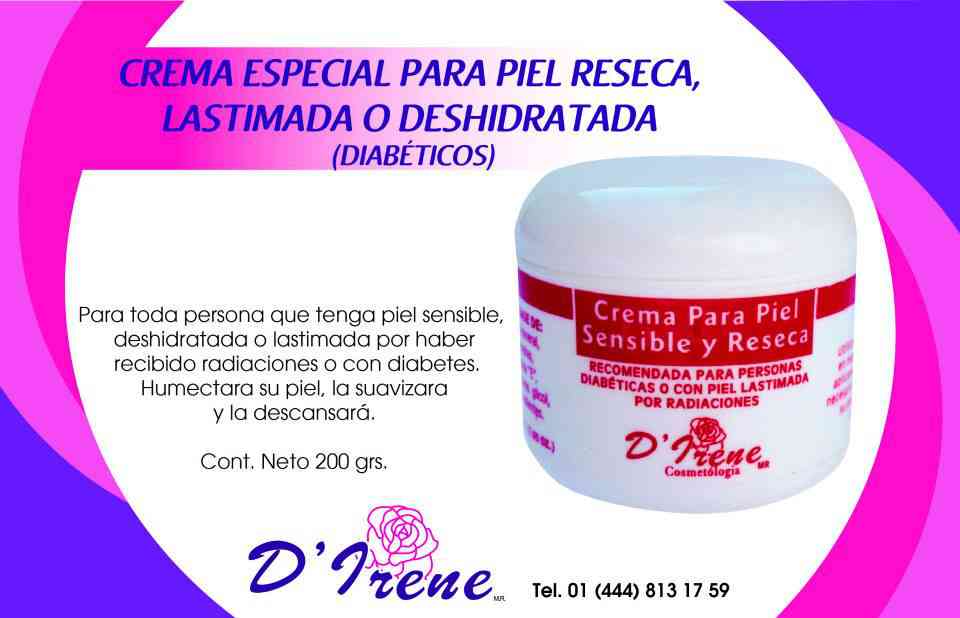 CREMA ESPECIAL PARA PIEL RESECA,
LASTIMADA O DESHIDRATADA
(DIABÉTICOS)
Para toda persona que tenga piel sensible,
deshidratada o lastimada por haber
recibido radiaciones o con diabetes.
Humectara su piel, la suavizara
y la descansará.
Cont. Neto 200 grs.
Crema Para Piel
Sensible y Reseca
RECOMENDADA PARA PERSONAS
DIABÉTICAS O CON PIEL LASTIMADA
POR RADIACIONES
D'Irene MR
Cosmetólogia
D'Irene M.R.
Tel. 01 (444) 813 17 59